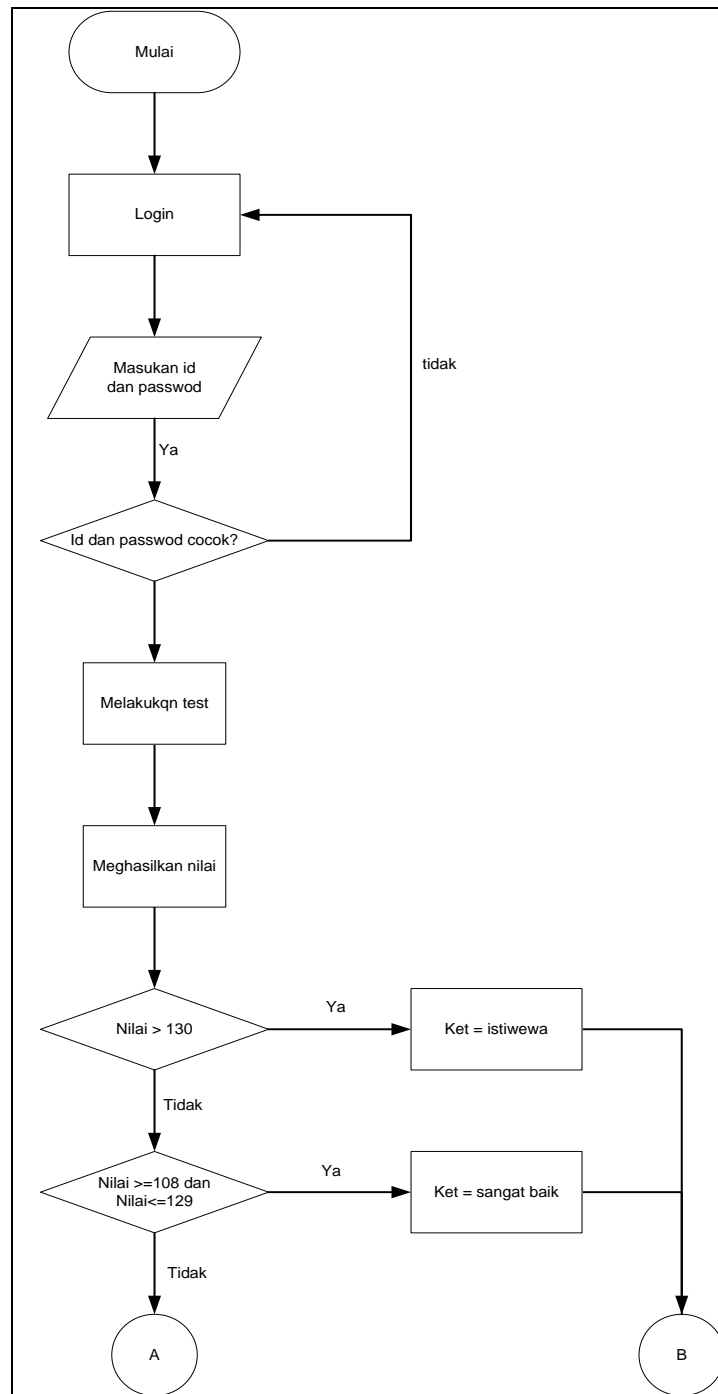 Mulai
Login
Masukan id
dan passwod
tidak
Ya
Id dan passwod cocok?
Melakukqn test
Meghasilkan nilai
Nilai > 130
Ya
Ket = istiwewa
Tidak
Nilai >=108 dan
Nilai<=129
Ya
Ket = sangat baik
Tidak
A
B